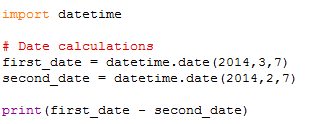 import datetime
# Date calculations
first_date = datetime.date(2014,3,7)
second_date = datetime.date(2014,2,7)
print(first_date - second_date)